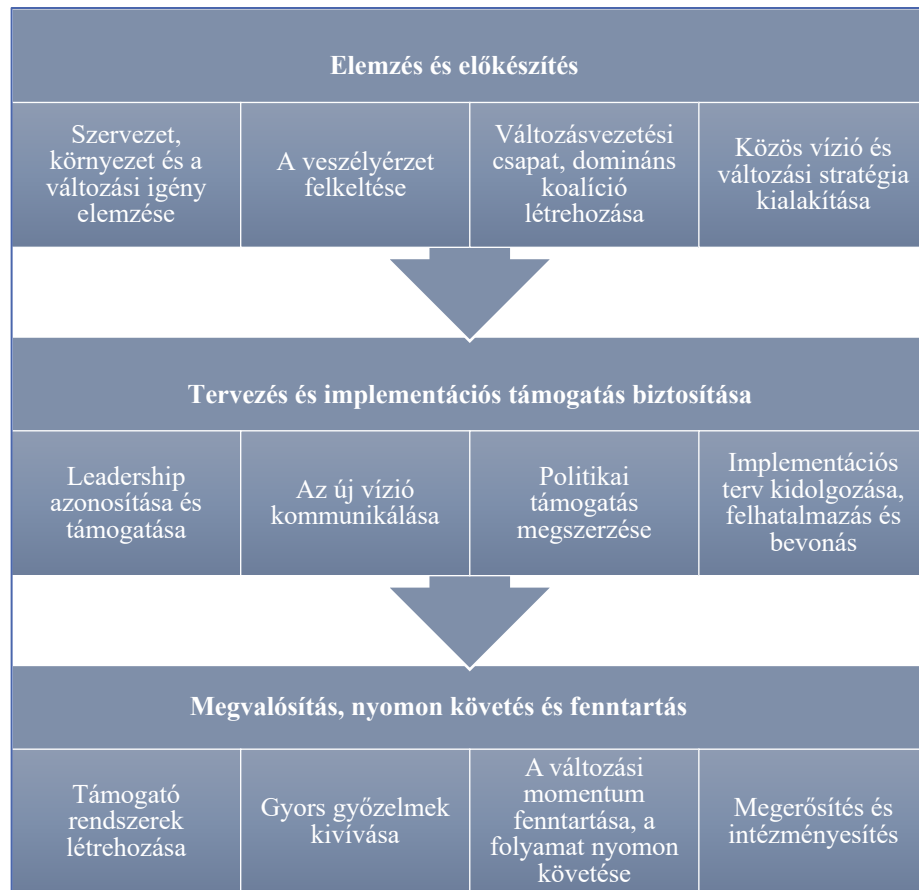 Elemzés és előkészítés
Szervezet,
környezet és a
változási igény
elemzése
A veszélyérzet
felkeltése
Változásvezetési
csapat, domináns
koalíció
létrehozása
Közös vízió és
változási stratégia
kialakítása
Tervezés és implementációs támogatás biztosítása
Leadership
azonosítása és
támogatása
Az új vízió
kommunikálása
Politikai
támogatás
megszerzése
Implementációs
terv kidolgozása,
felhatalmazás és
bevonás
Megvalósítás, nyomon követés és fenntartás
Támogató
rendszerek
létrehozása
Gyors győzelmek
kivívása
A változási
momentum
fenntartása, a
folyamat nyomon
követése
Megerősítés és
intézményesítés